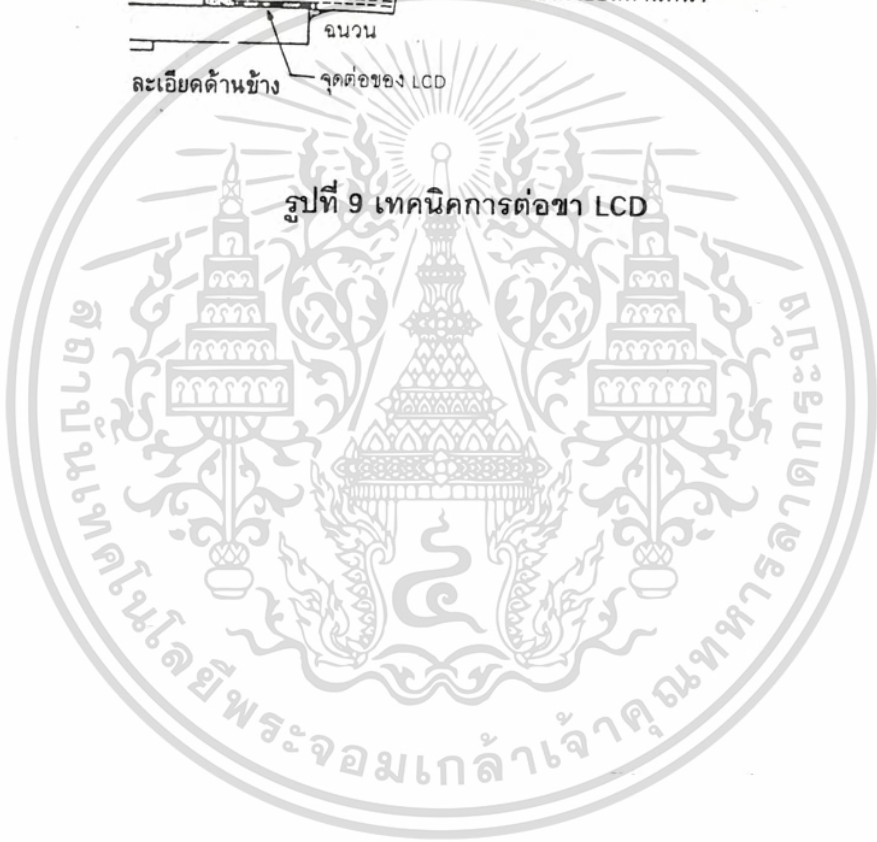 ฉนวน
ละเอียดด้านข้าง
จุดต่อของ LCD
รูปที่ 9 เทคนิคการต่อขา LCD
สถาบันเทคโนโลยีพระจอมเกล้าเจ้าคุณทหารลาดกระบัง
๔